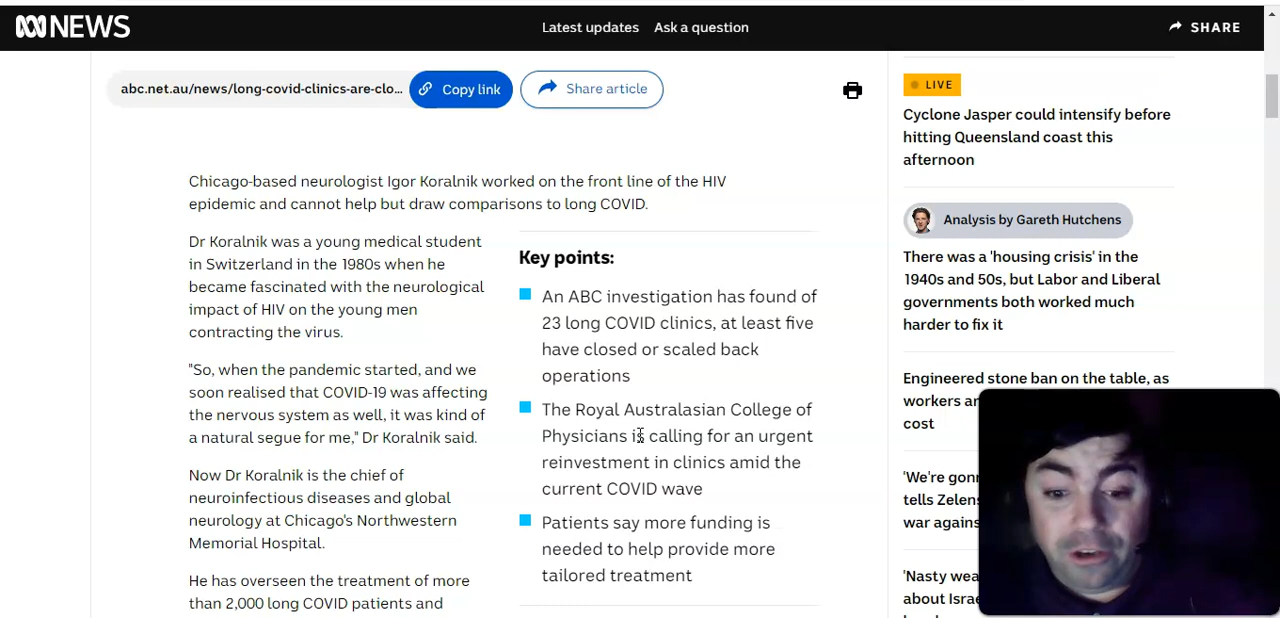 NEWS
Latest updates
Ask a question
SHARE
abc.net.au/news/long-covid-clinics-are-clo...
Copy link
Share article
Chicago-based neurologist Igor Koralnik worked on the front line of the HIV
epidemic and cannot help but draw comparisons to long COVID.
Dr Koralnik was a young medical student
in Switzerland in the 1980s when he
became fascinated with the neurological
impact of HIV on the young men
contracting the virus.
"So, when the pandemic started, and we
soon realised that COVID-19 was affecting
the nervous system as well, it was kind of
a natural segue for me," Dr Koralnik said.
Now Dr Koralnik is the chief of
neuroinfectious diseases and global
neurology at Chicago's Northwestern
Memorial Hospital.
He has overseen the treatment of more
than 2,000 long COVID patients and
Key points:
An ABC investigation has found of
23 long COVID clinics, at least five
have closed or scaled back
operations
The Royal Australasian College of
Physicians is calling for an urgent
reinvestment in clinics amid the
current COVID wave
Patients say more funding is
needed to help provide more
tailored treatment
LIVE
Cyclone Jasper could intensify before
hitting Queensland coast this
afternoon
Analysis by Gareth Hutchens
There was a 'housing crisis' in the
1940s and 50s, but Labor and Liberal
governments both worked much
harder to fix it
Engineered stone ban on the table, as
workers
cost
'We're
tells
war
'Nasty
about